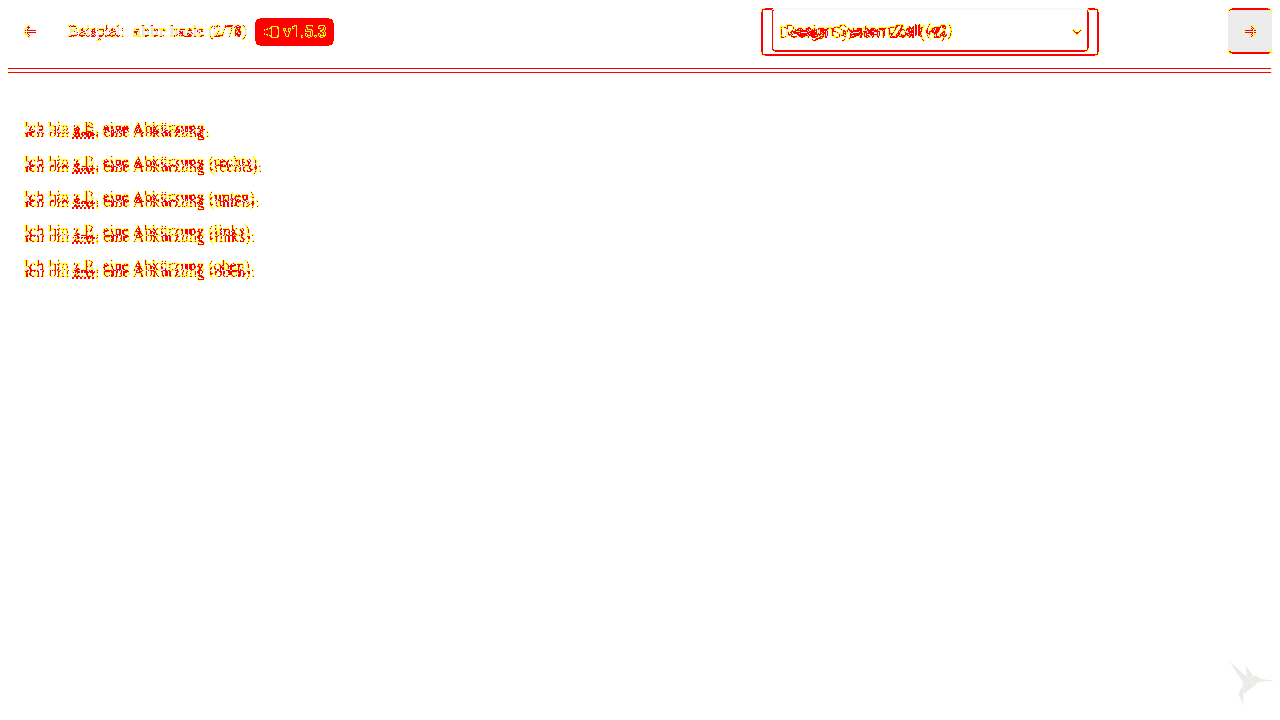 Beispiel: abbr basic (2/76) v1.5.3
Design System Zoll (v2)
Ich bin z.B. eine Abkürzung.
Ich bin z.B. eine Abkürzung (rechts).
Ich bin z.B. eine Abkürzung (unten).
Ich bin z.B. eine Abkürzung (links).
Ich bin z.B. eine Abkürzung (oben).